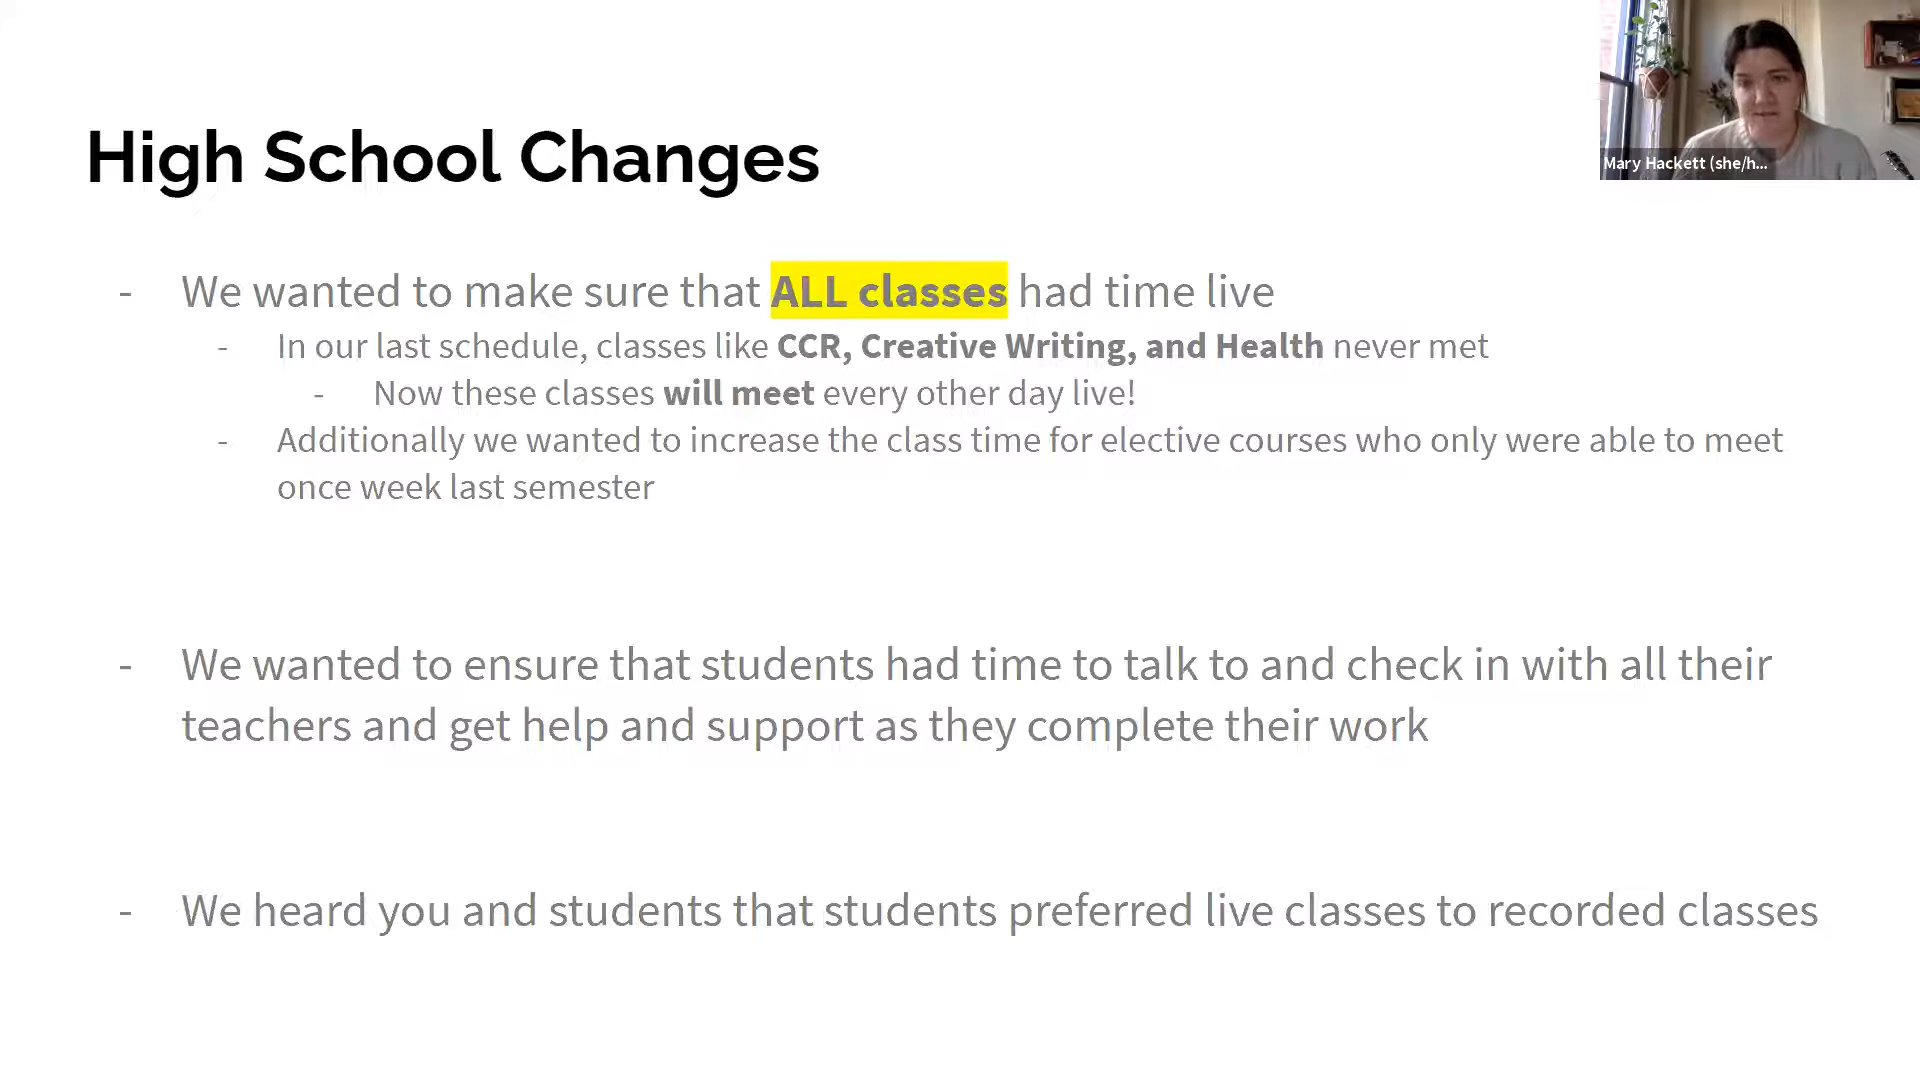 High School Changes
Mary Hackett (she/h...
- We wanted to make sure that ALL classes had time live
- In our last schedule, classes like CCR, Creative Writing, and Health never met
- Now these classes will meet every other day live!
- Additionally we wanted to increase the class time for elective courses who only were able to meet
once week last semester
- We wanted to ensure that students had time to talk to and check in with all their
teachers and get help and support as they complete their work
- We heard you and students that students preferred live classes to recorded classes